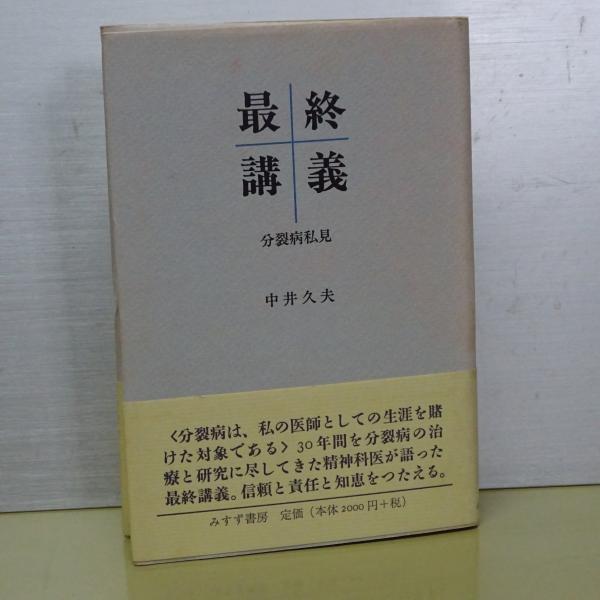 最終
講義
分裂病私見
中井久夫
〈分裂病は、私の医師としての生涯を賭
けた対象である〉30年間を分裂病の治
療と研究に尽してきた精神科医が語った
最終講義。信頼と責任と知恵をつたえる。
みすず書房 定価（本体2000円＋税）